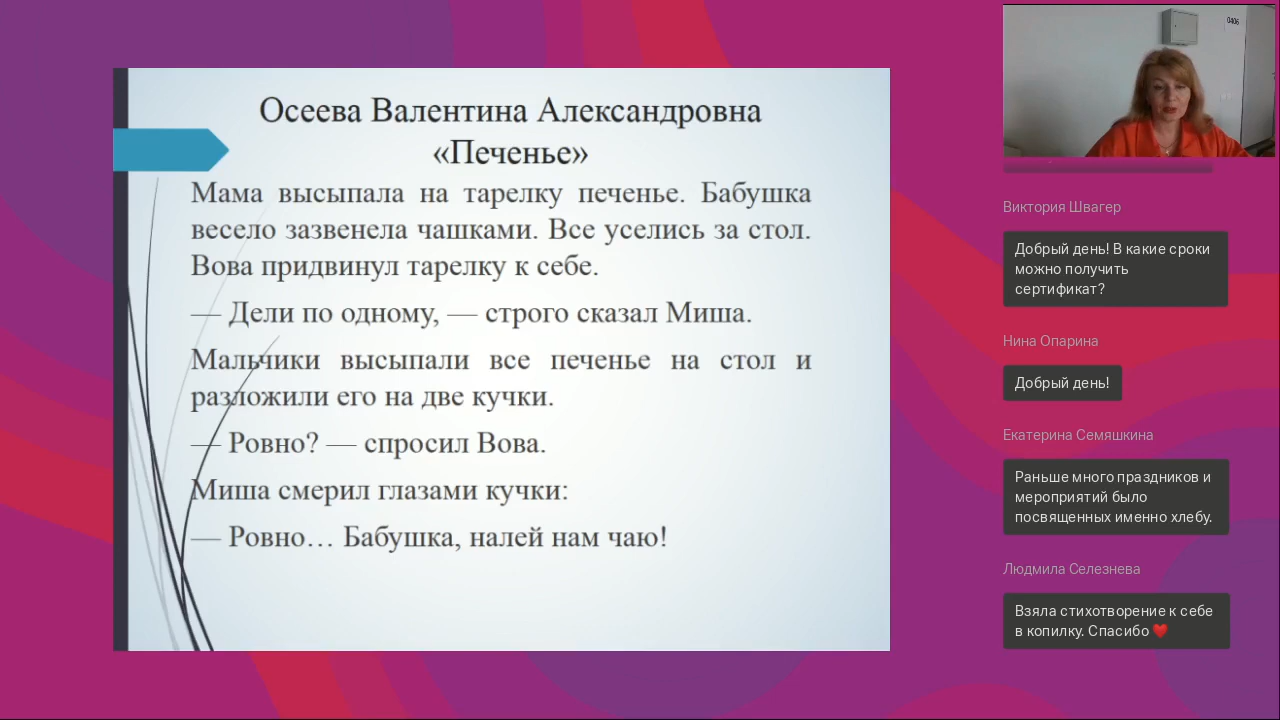 Осеева Валентина Александровна
«Печенье»
Мама высыпала на тарелку печенье. Бабушка
весело зазвенела чашками. Все уселись за стол.
Вова придвинул тарелку к себе.
— Дели по одному, — строго сказал Миша.
Мальчики высыпали все печенье на стол и
разложили его на две кучки.
— Ровно? — спросил Вова.
Миша смерил глазами кучки:
— Ровно… Бабушка, налей нам чаю!
0406
Виктория Швагер
Добрый день! В какие сроки
можно получить
сертификат?
Нина Опарина
Добрый день!
Екатерина Семяшкина
Раньше много праздников и
мероприятий было
посвященных именно хлебу.
Людмила Селезнева
Взяла стихотворение к себе
в копилку. Спасибо ❤️